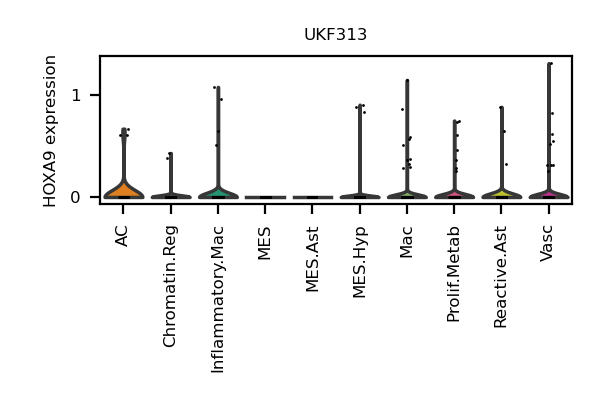 UKF313
HOXA9 expression
1
0
AC
Chromatin.Reg
Inflammatory.Mac
MES
MES.Ast
MES.Hyp
Mac
Prolif.Metab
Reactive.Ast
Vasc